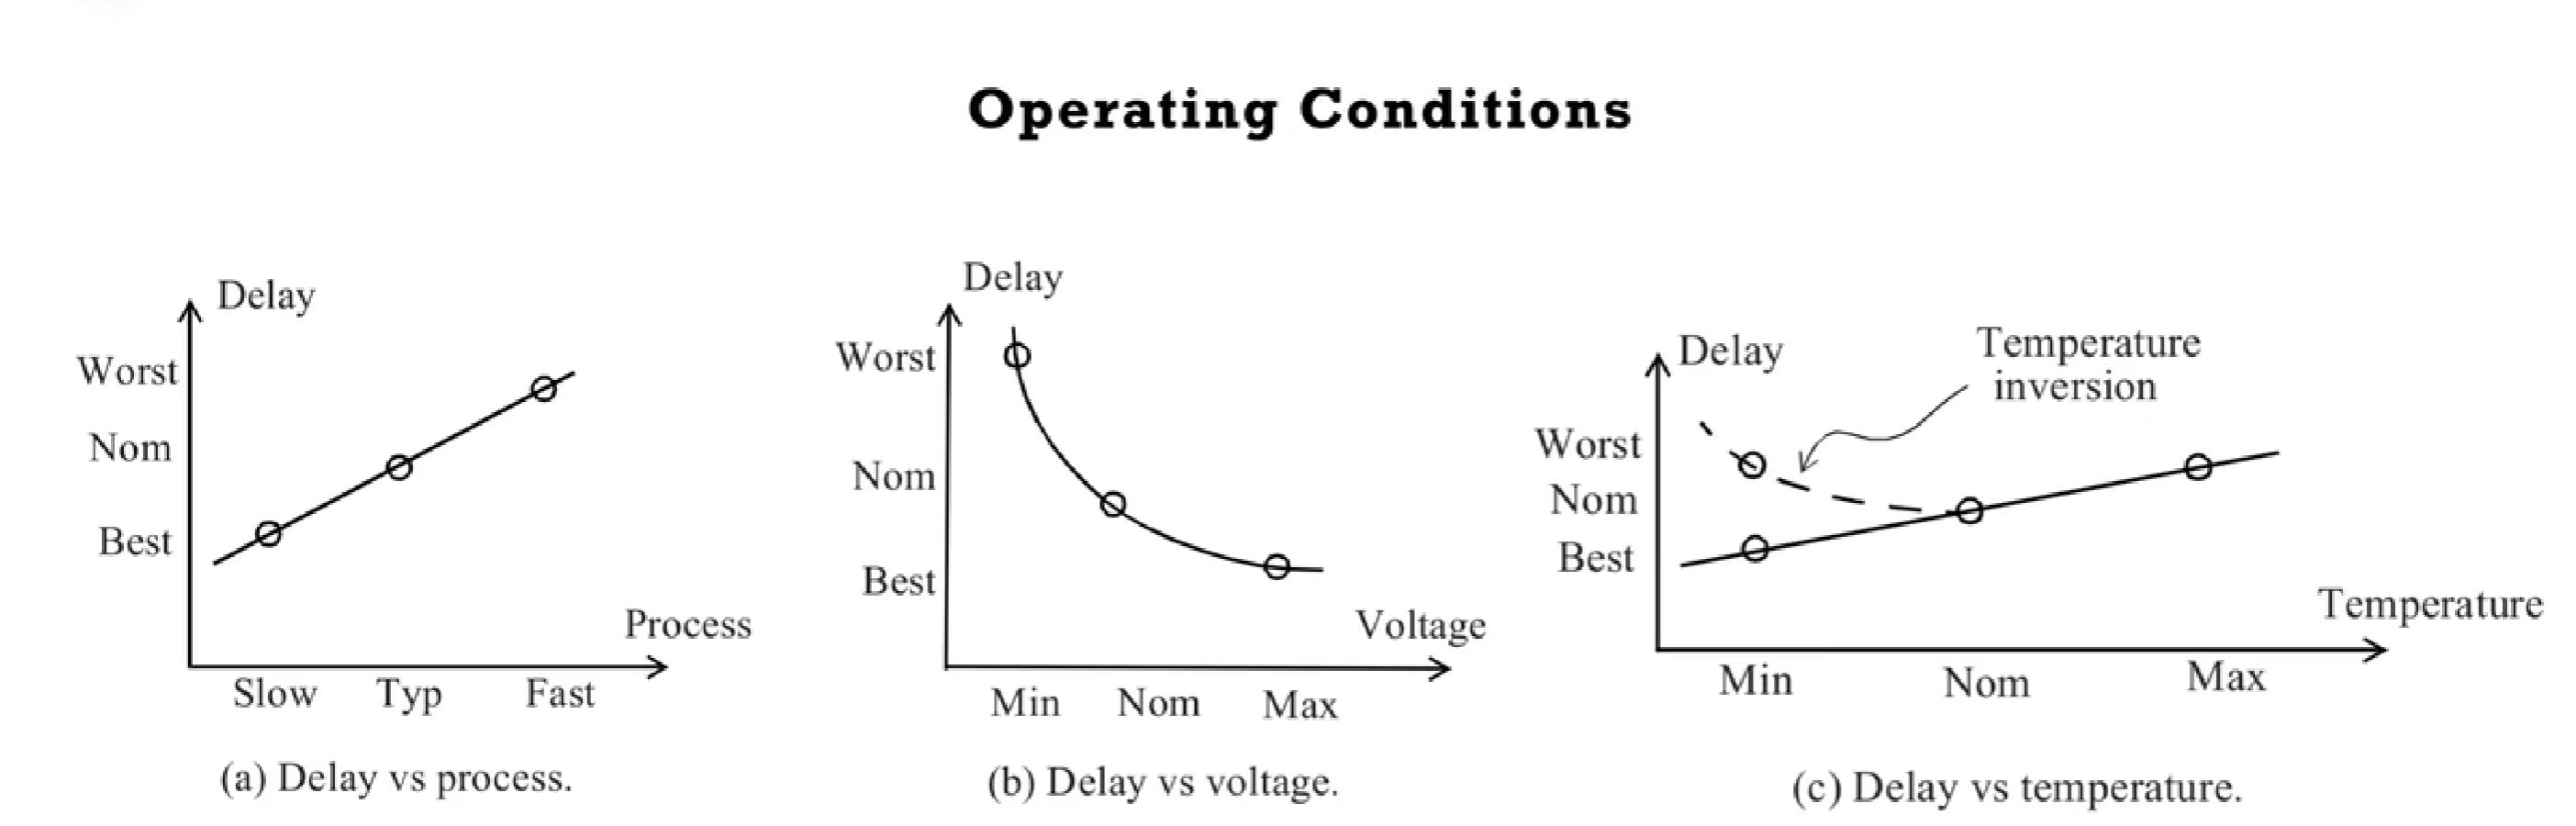 Operating Conditions
Delay
Worst
Nom
Best
Process
Slow Typ Fast
(a) Delay vs process.
Delay
Worst
Nom
Best
Voltage
Min Nom Max
(b) Delay vs voltage.
Delay
Temperature
inversion
Worst
Nom
Best
Temperature
Min Nom Max
(c) Delay vs temperature.